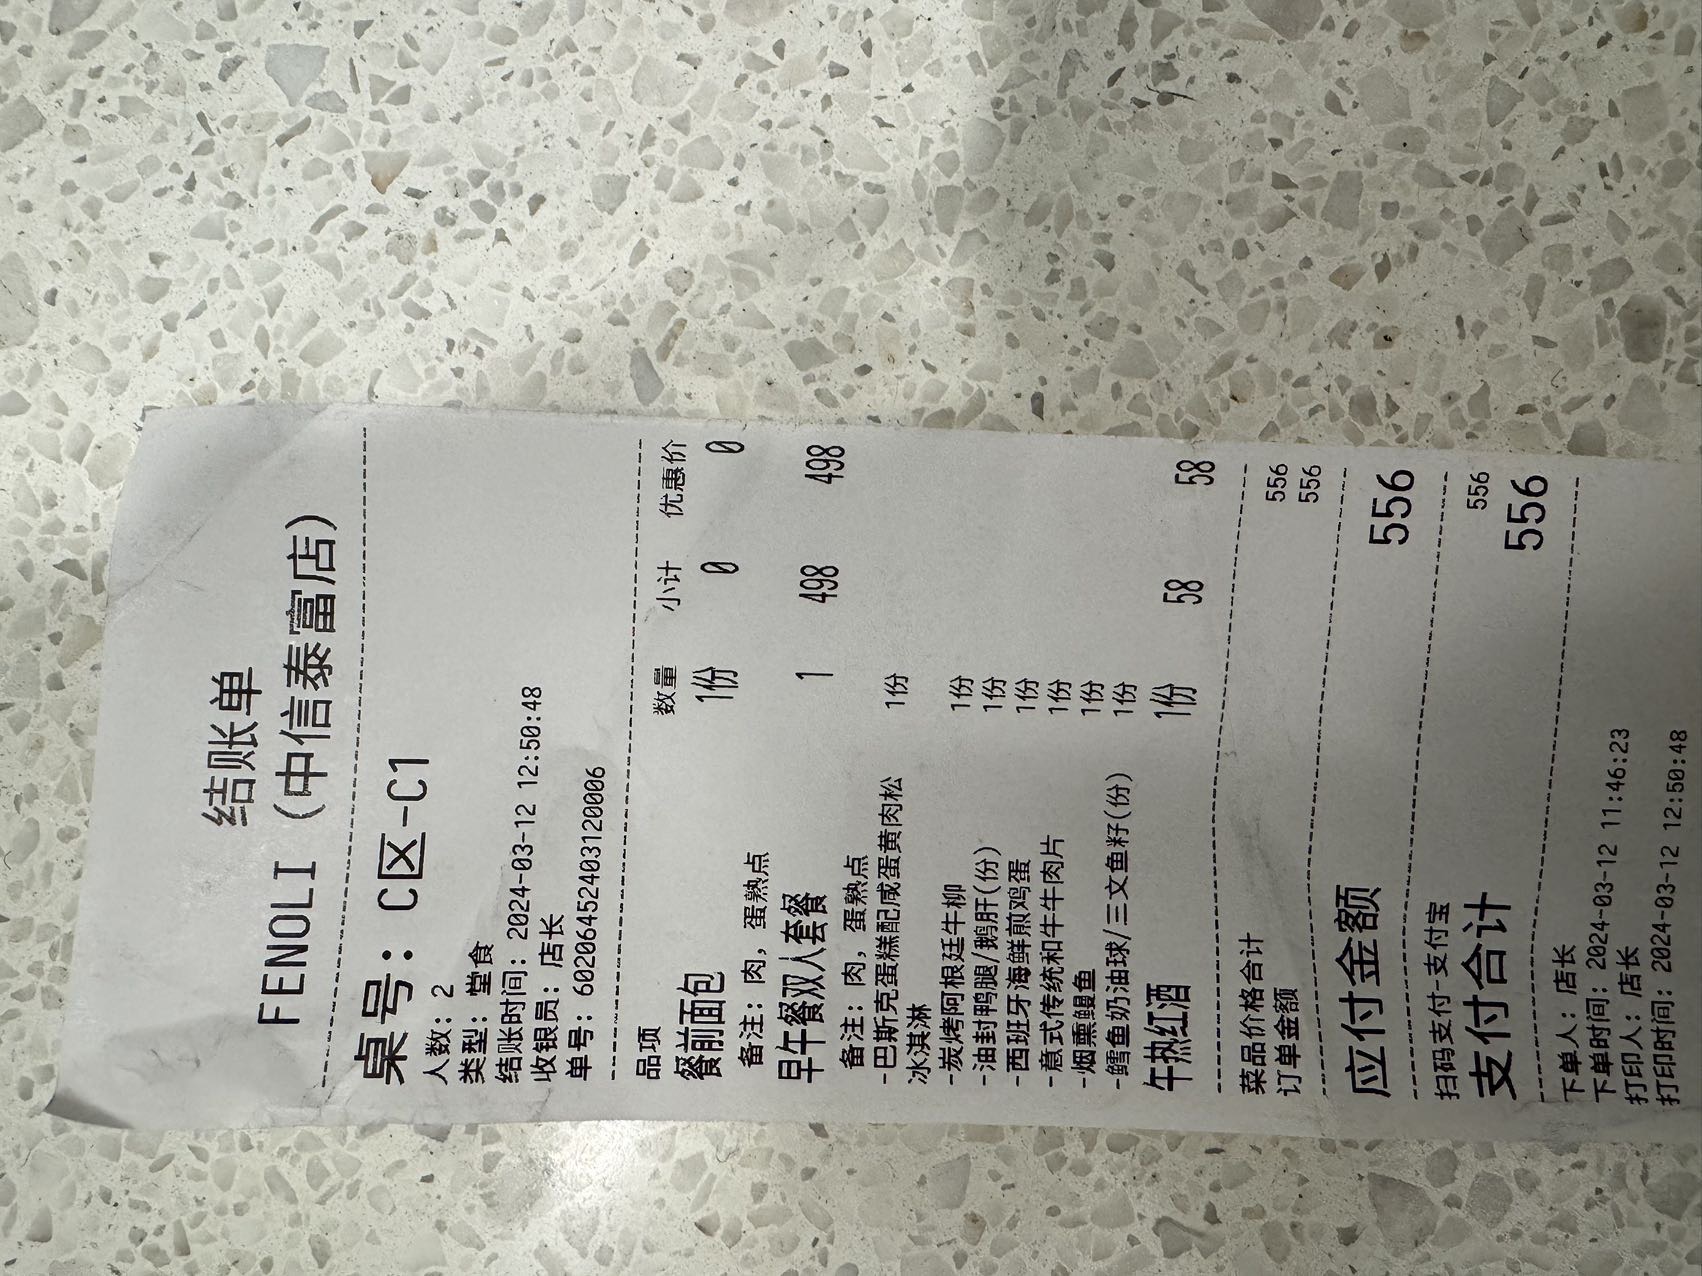 结账单
FENOLI (中信泰富店)
桌号: C区-C1
人数: 2
类型: 堂食
结账时间: 2024-03-12 12:50:48
收银员: 店长
单号: 602064524031 20006
品项 数量 小计 优惠价
餐前面包 1份 0 0
备注: 肉, 蛋熟点
早午餐双人套餐 1 498 498
备注: 肉, 蛋熟点
-巴斯克蛋糕配咸蛋黄肉松 1份
冰淇淋
-炭烤阿根廷牛柳 1份
-油封鸭腿/鹅肝(份) 1份
-西班牙海鲜煎鸡蛋 1份
-意式传统和牛牛肉片 1份
-烟熏鳗鱼 1份
-鳕鱼奶油球/三文鱼籽(份) 1份
午热红酒 1份 58 58
菜品价格合计 556
订单金额 556
应付金额 556
扫码支付-支付宝 556
支付合计 556
下单人: 店长
下单时间: 2024-03-12 11:46:23
打印人: 店长
打印时间: 2024-03-12 12:50:48